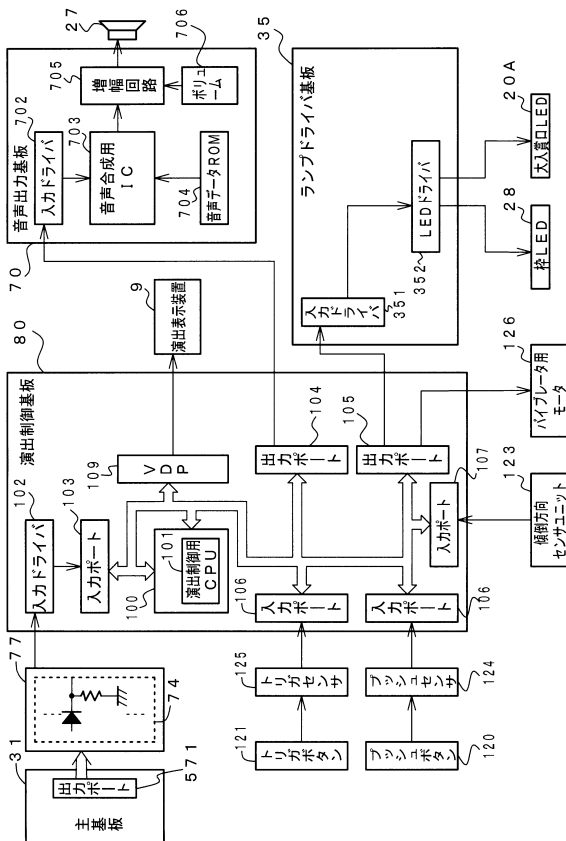 主基板
31
出力ポート
571
77
74
演出制御基板
80
入力ドライバ
102
入力ポート
103
VDP
109
演出制御用
CPU
101
100
演出表示装置
9
入力ポート
106
入力ポート
106
出力ポート
104
出力ポート
105
入力ポート
107
トリガセンサ
125
トリガボタン
121
プッシュセンサ
124
プッシュボタン
120
傾倒方向
センサユニット
123
バイブレータ用
モータ
126
音声出力基板
70
入力ドライバ
702
音声合成用
IC
703
音声データROM
704
増幅
回路
705
ボリュ
ーム
706
27
ランプドライバ基板
35
入力ドライバ
351
LEDドライバ
352
枠LED
28
大入賞口LED
20A